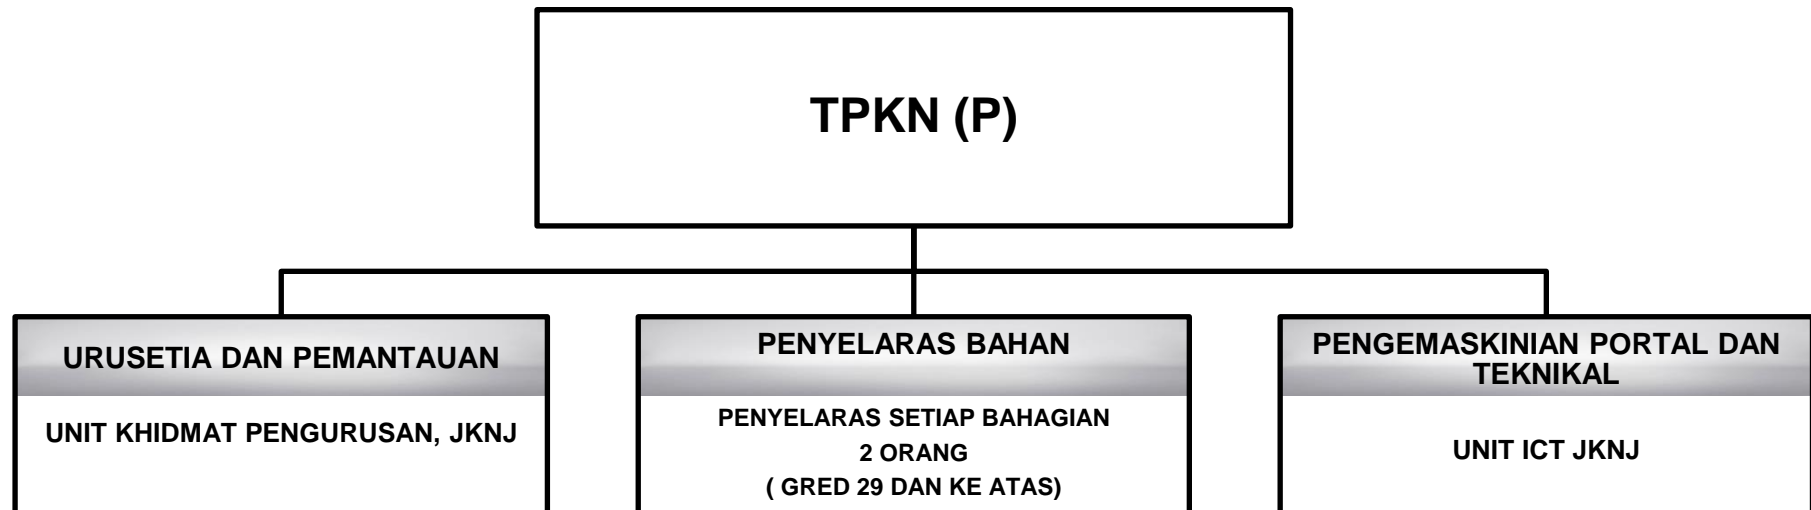 TPKN (P)
URUSETIA DAN PEMANTAUAN
UNIT KHIDMAT PENGURUSAN, JKNJ
PENYELARAS BAHAN
PENYELARAS SETIAP BAHAGIAN
2 ORANG
( GRED 29 DAN KE ATAS)
PENGEMASKINIAN PORTAL DAN
TEKNIKAL
UNIT ICT JKNJ